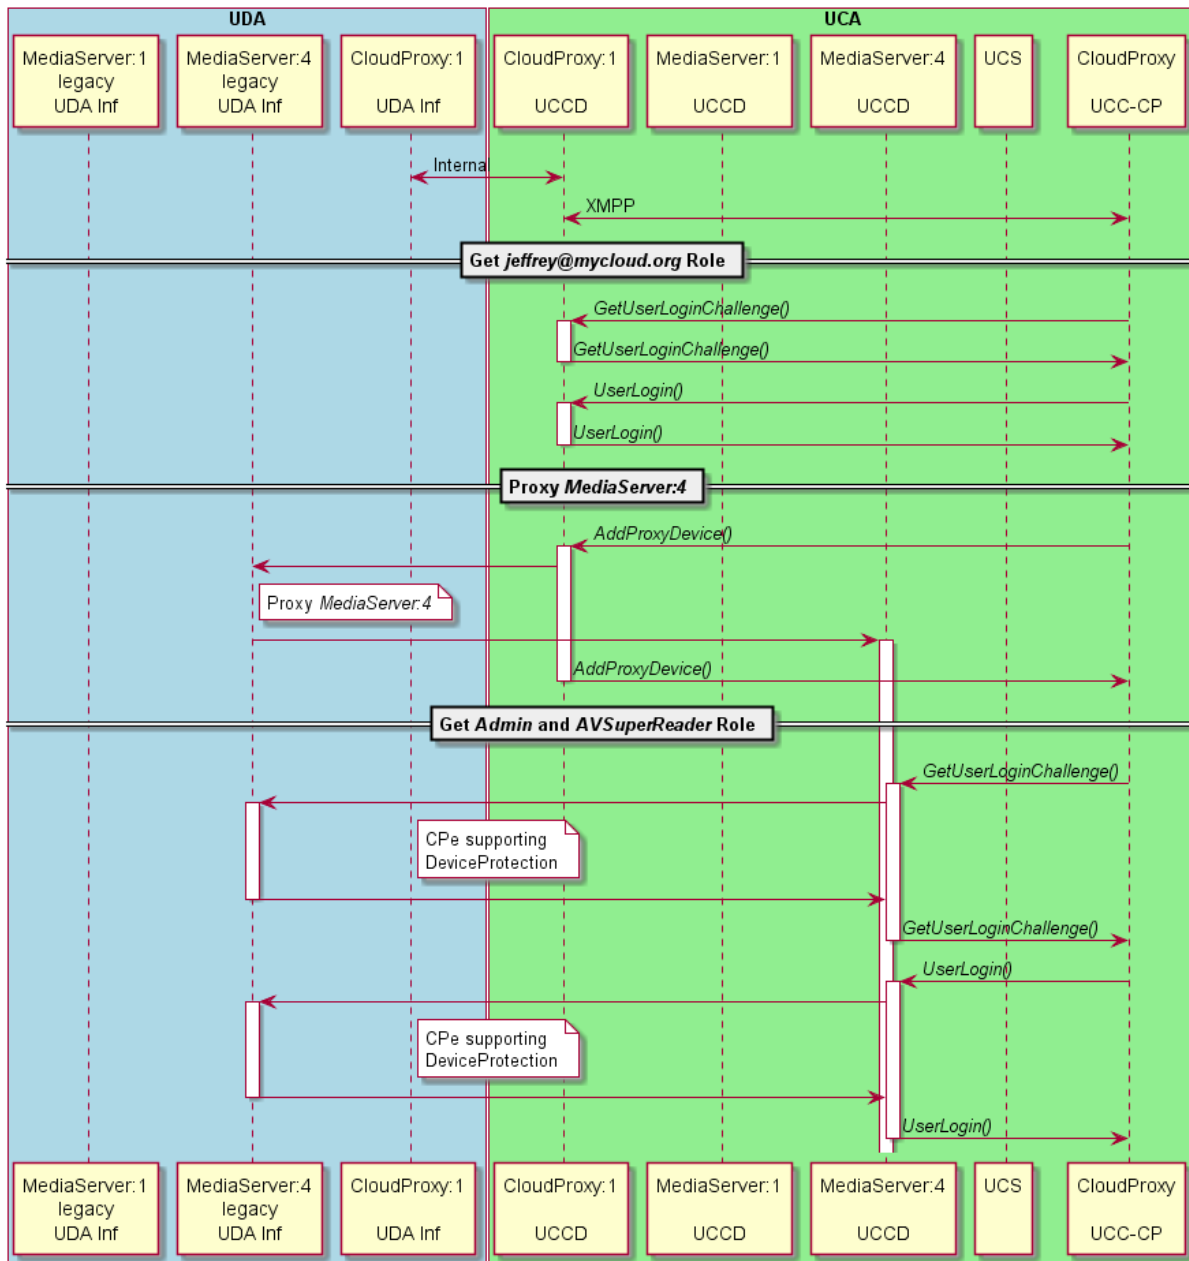 UDA
UCA
MediaServer:1
legacy
UDA Inf
MediaServer:4
legacy
UDA Inf
CloudProxy:1
UDA Inf
CloudProxy:1
UCCD
MediaServer:1
UCCD
MediaServer:4
UCCD
UCS
CloudProxy
UCC-CP
Internal
XMPP
Get jeffrey@mycloud.org Role
GetUserLoginChallenge()
GetUserLoginChallenge()
UserLogin()
UserLogin()
Proxy MediaServer:4
AddProxyDevice()
Proxy MediaServer:4
AddProxyDevice()
Get Admin and AVSuperReader Role
GetUserLoginChallenge()
CPe supporting
DeviceProtection
GetUserLoginChallenge()
UserLogin()
CPe supporting
DeviceProtection
UserLogin()
MediaServer:1
legacy
UDA Inf
MediaServer:4
legacy
UDA Inf
CloudProxy:1
UDA Inf
CloudProxy:1
UCCD
MediaServer:1
UCCD
MediaServer:4
UCCD
UCS
CloudProxy
UCC-CP